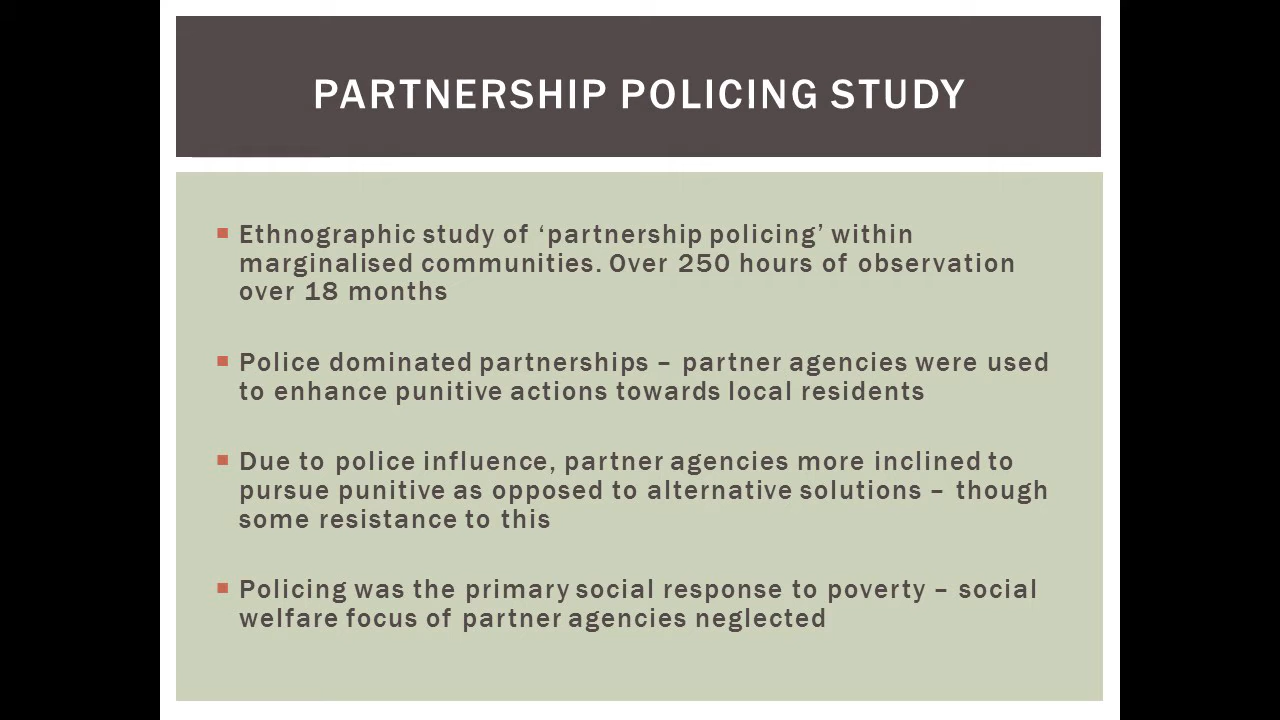 PARTNERSHIP POLICING STUDY
Ethnographic study of ‘partnership policing’ within
marginalised communities. Over 250 hours of observation
over 18 months
Police dominated partnerships – partner agencies were used
to enhance punitive actions towards local residents
Due to police influence, partner agencies more inclined to
pursue punitive as opposed to alternative solutions – though
some resistance to this
Policing was the primary social response to poverty – social
welfare focus of partner agencies neglected